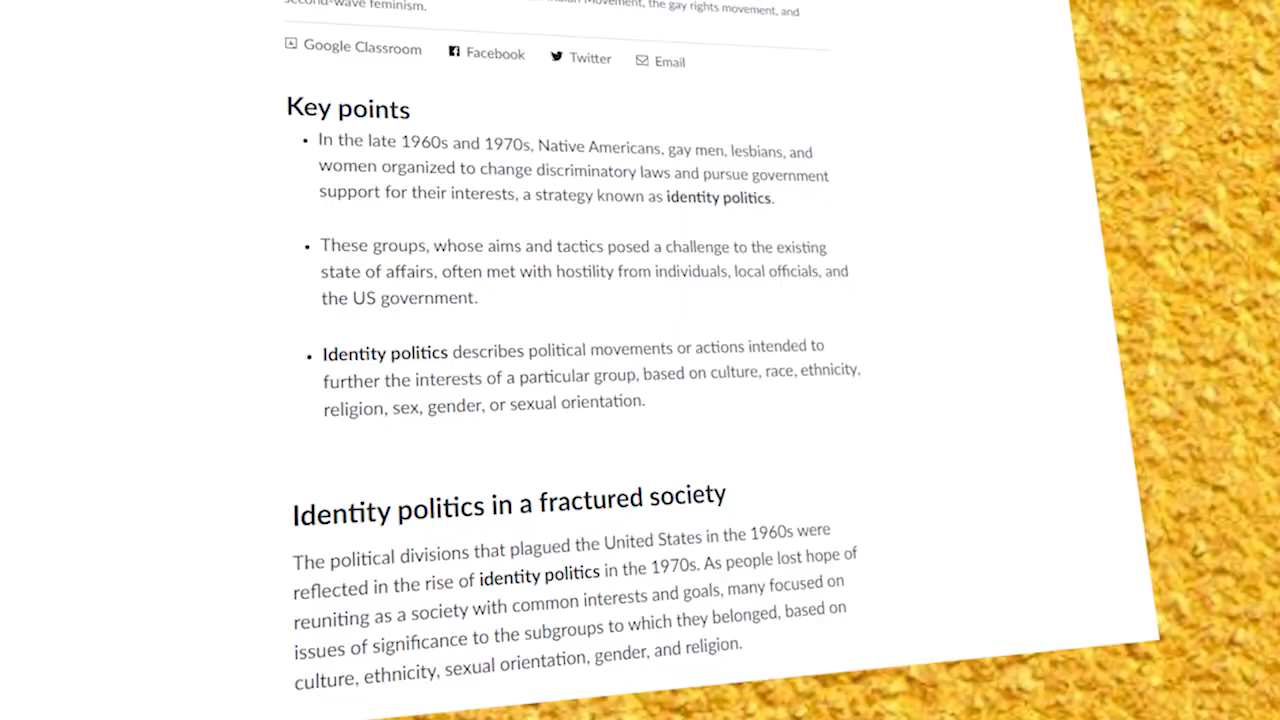 second-wave feminism. Movement, the gay rights movement, and
Google Classroom Facebook Twitter Email
Key points
• In the late 1960s and 1970s, Native Americans, gay men, lesbians, and
women organized to change discriminatory laws and pursue government
support for their interests, a strategy known as identity politics.
• These groups, whose aims and tactics posed a challenge to the existing
state of affairs, often met with hostility from individuals, local officials, and
the US government.
• Identity politics describes political movements or actions intended to
further the interests of a particular group, based on culture, race, ethnicity,
religion, sex, gender, or sexual orientation.
Identity politics in a fractured society
The political divisions that plagued the United States in the 1960s were
reflected in the rise of identity politics in the 1970s. As people lost hope of
reuniting as a society with common interests and goals, many focused on
issues of significance to the subgroups to which they belonged, based on
culture, ethnicity, sexual orientation, gender, and religion.